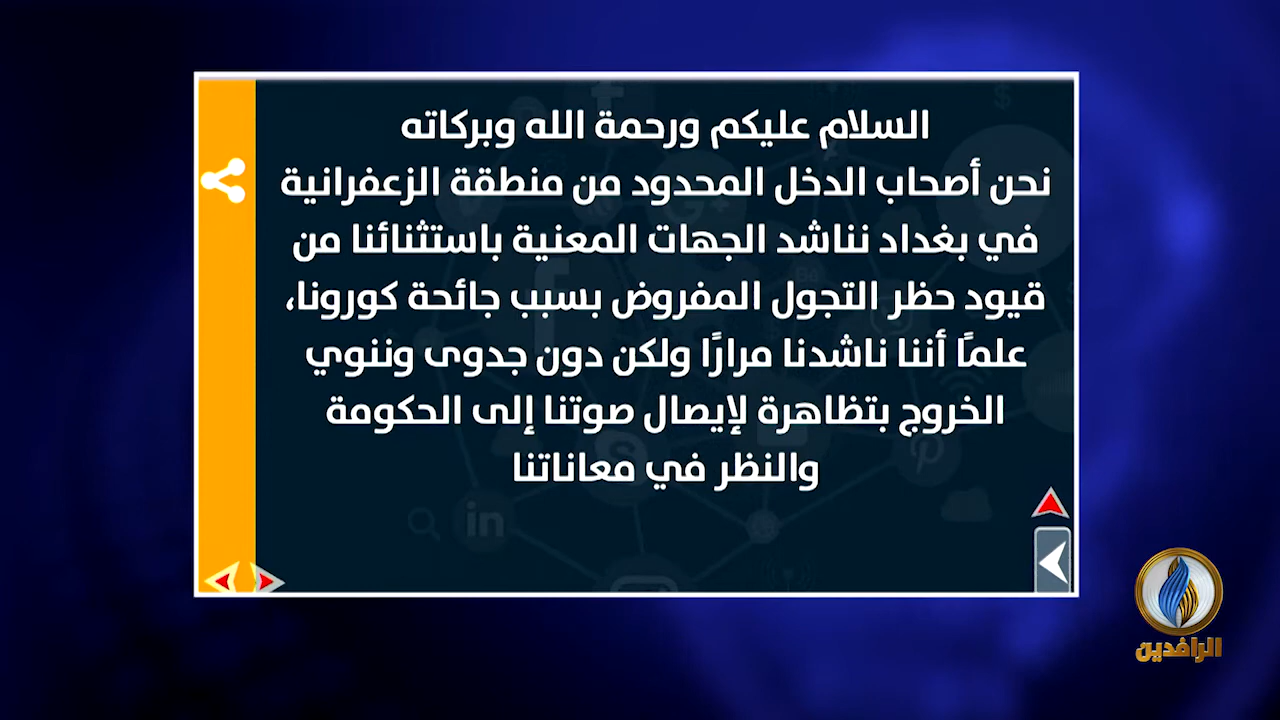 السلام عليكم ورحمة الله وبركاته
نحن أصحاب الدخل المحدود من منطقة الزعفرانية
في بغداد نناشد الجهات المعنية باستثنائنا من
قيود حظر التجول المفروض بسبب جائحة كورونا،
علماً أننا ناشدنا مرارًا ولكن دون جدوى وننوي
الخروج بتظاهرة لإيصال صوتنا إلى الحكومة
والنظر في معاناتنا
in
الرافدين